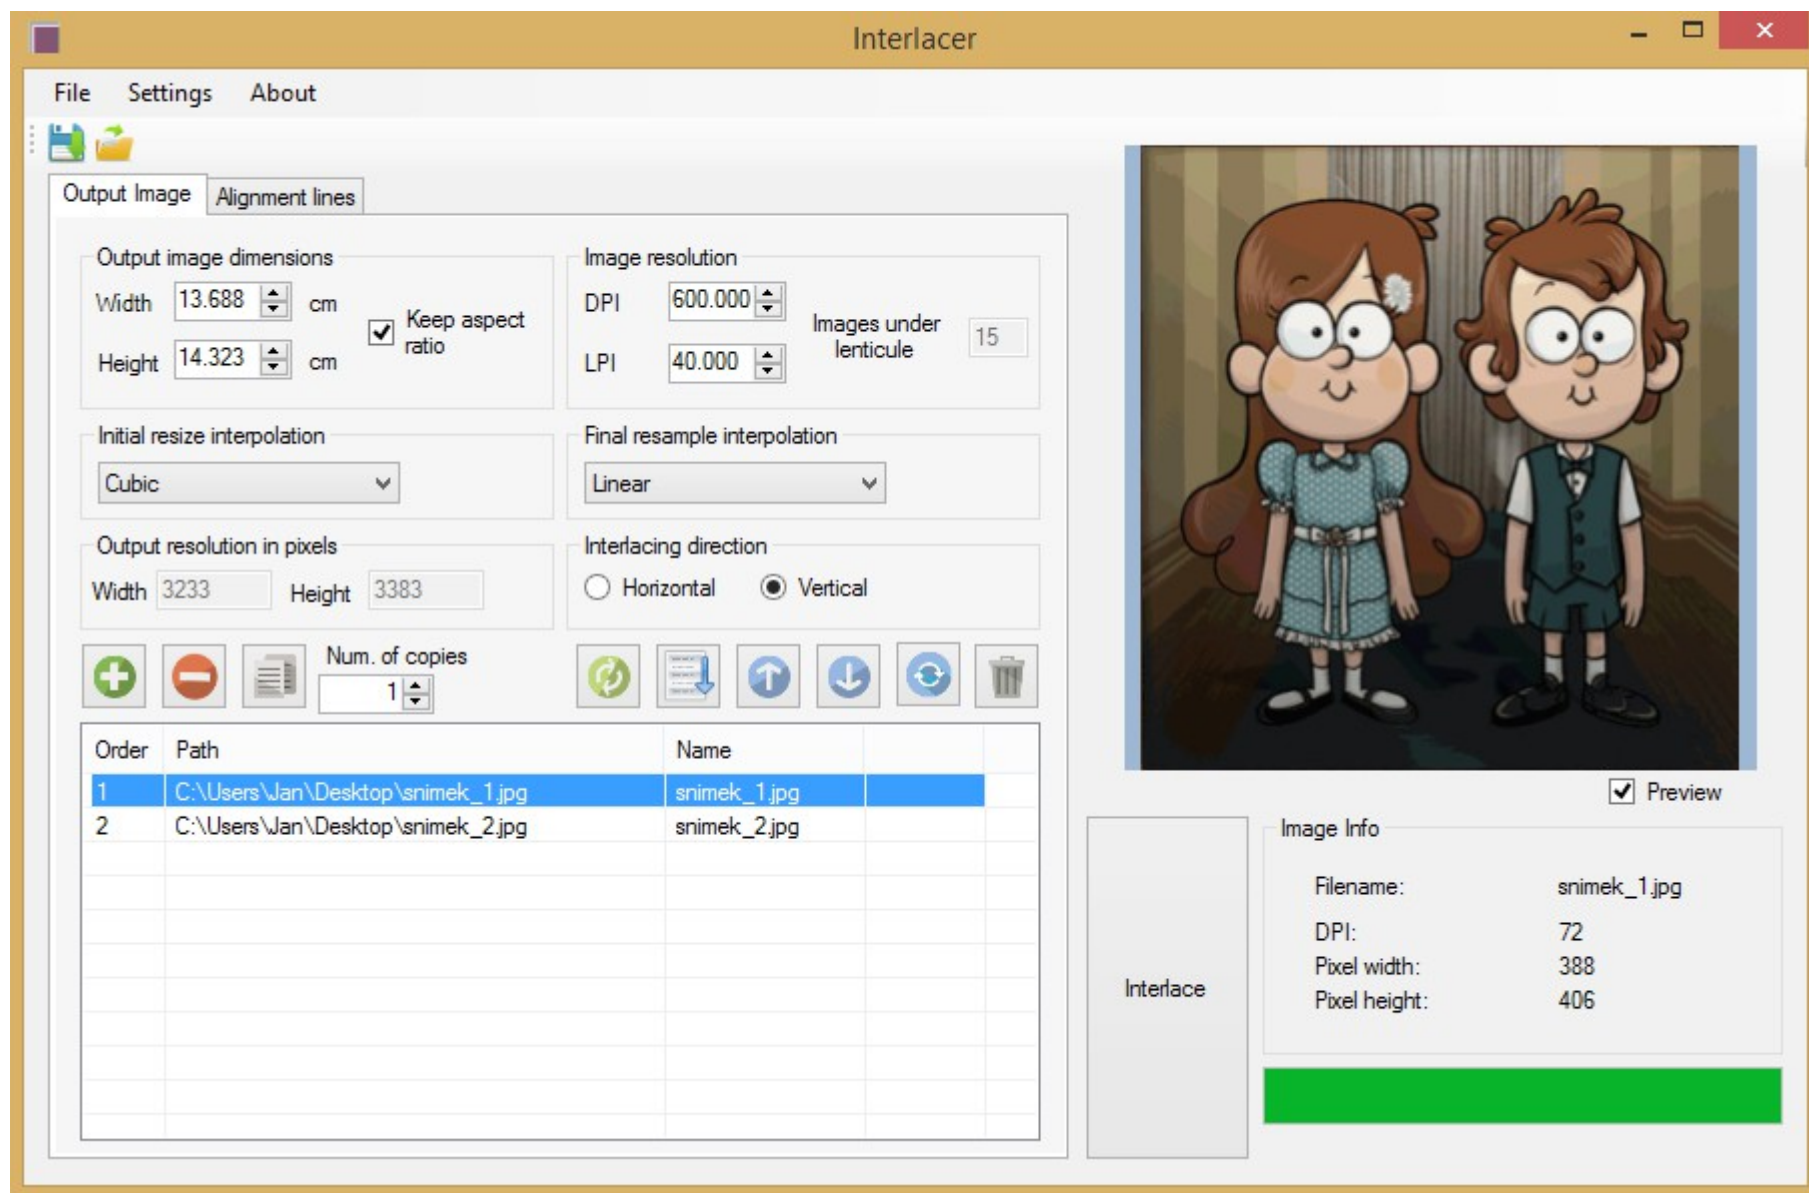 Interlacer
File Settings About
Output Image Alignment lines
Output image dimensions
Width 13.688 cm
Height 14.323 cm
Keep aspect
ratio
Image resolution
DPI 600.000
LPI 40.000
Images under
lenticule
15
Initial resize interpolation
Cubic
Final resample interpolation
Linear
Output resolution in pixels
Width 3233 Height 3383
Interlacing direction
Horizontal Vertical
Num. of copies
1
Order Path Name
1 C:\Users\Jan\Desktop\snimek_1.jpg snimek_1.jpg
2 C:\Users\Jan\Desktop\snimek_2.jpg snimek_2.jpg
Preview
Interlace
Image Info
Filename: snimek_1.jpg
DPI: 72
Pixel width: 388
Pixel height: 406